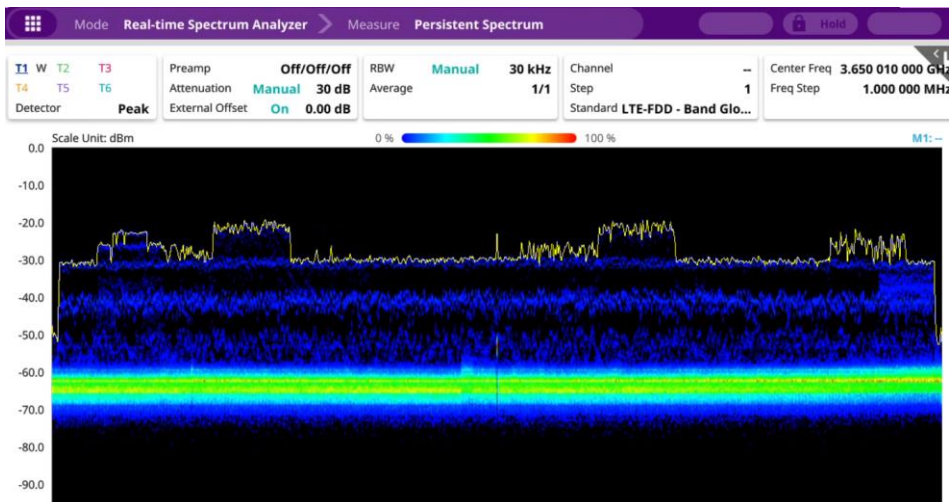 Mode Real-time Spectrum Analyzer Measure Persistent Spectrum Hold
T1 W T2 T3
T4 T5 T6
Detector Peak
Preamp Off/Off/Off
Attenuation Manual 30 dB
External Offset On 0.00 dB
RBW Manual 30 kHz
Average 1/1
Channel --
Step 1
Standard LTE-FDD - Band Glo...
Center Freq 3.650 010 000 GHz
Freq Step 1.000 000 MHz
Scale Unit: dBm 0 % 100 % M1: --
0.0
-10.0
-20.0
-30.0
-40.0
-50.0
-60.0
-70.0
-80.0
-90.0